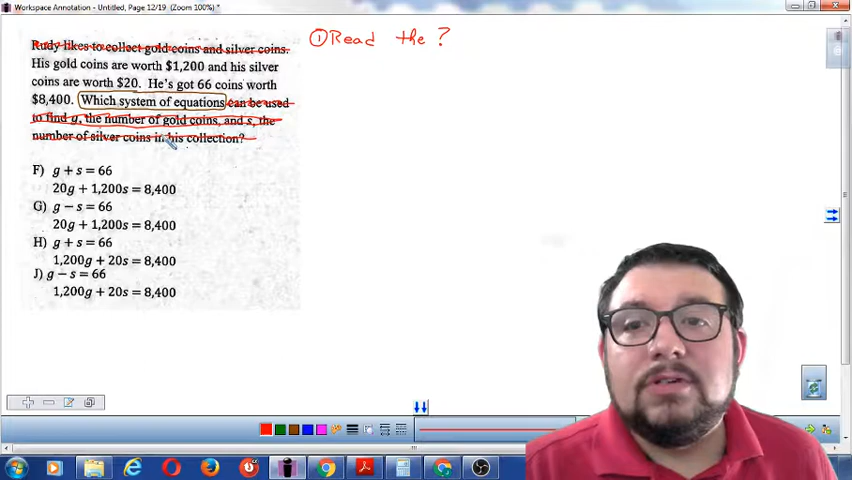 Workspace Annotation - Untitled, Page 12/19 (Zoom 75%) *
① Read the ?
Rudy likes to collect gold coins and silver coins.
His gold coins are worth $1,200 and his silver
coins are worth $20. He's got 66 coins worth
$8,400. Which system of equations can be used
to find g, the number of gold coins, and s, the
number of silver coins in his collection?
F) g + s = 66
20g + 1,200s = 8,400
G) g − s = 66
20g + 1,200s = 8,400
H) g + s = 66
1,200g + 20s = 8,400
J) g − s = 66
1,200g + 20s = 8,400